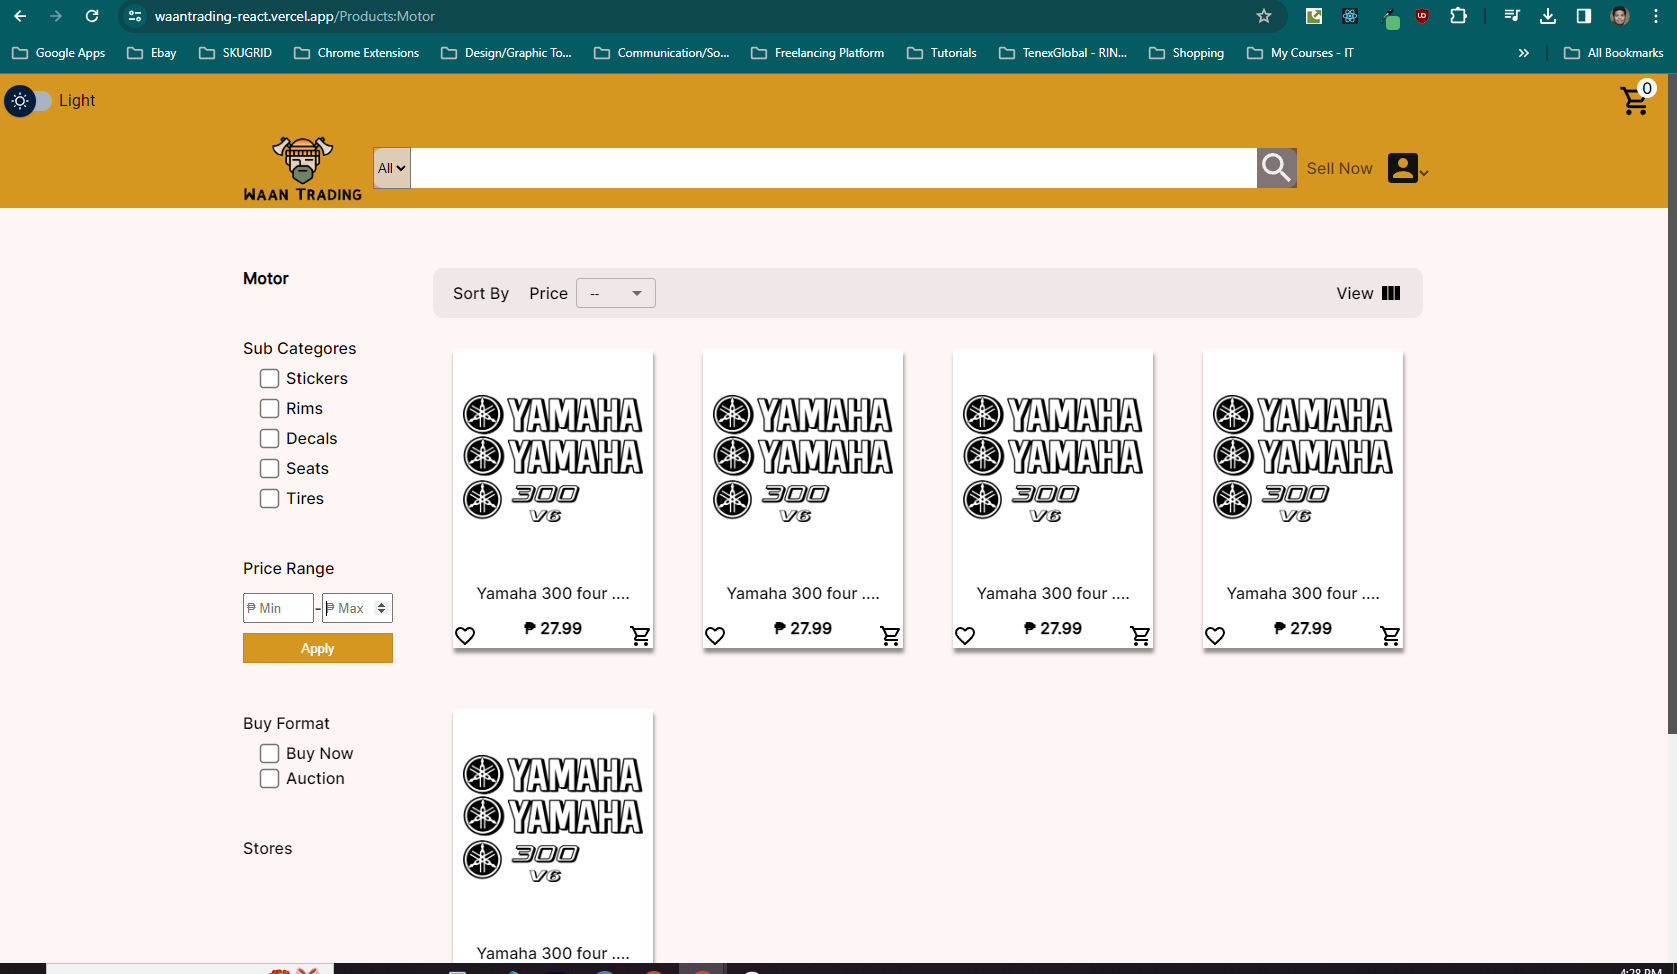 waantrading-react.vercel.app/Products:Motor
Google Apps Ebay SKUGRID Chrome Extensions Design/Graphic To... Communication/So... Freelancing Platform Tutorials TenexGlobal - RIN... Shopping My Courses - IT » All Bookmarks
Light
0
WAAN TRADING
All
Sell Now
Motor
Sort By Price --
View
Sub Categores
Stickers
Rims
Decals
Seats
Tires
Price Range
₱ Min - ₱ Max
Apply
Buy Format
Buy Now
Auction
Stores
YAMAHA
YAMAHA
300
V6
Yamaha 300 four ....
₱ 27.99
YAMAHA
YAMAHA
300
V6
Yamaha 300 four ....
₱ 27.99
YAMAHA
YAMAHA
300
V6
Yamaha 300 four ....
₱ 27.99
YAMAHA
YAMAHA
300
V6
Yamaha 300 four ....
₱ 27.99
YAMAHA
YAMAHA
300
V6
Yamaha 300 four ....
4:28 PM